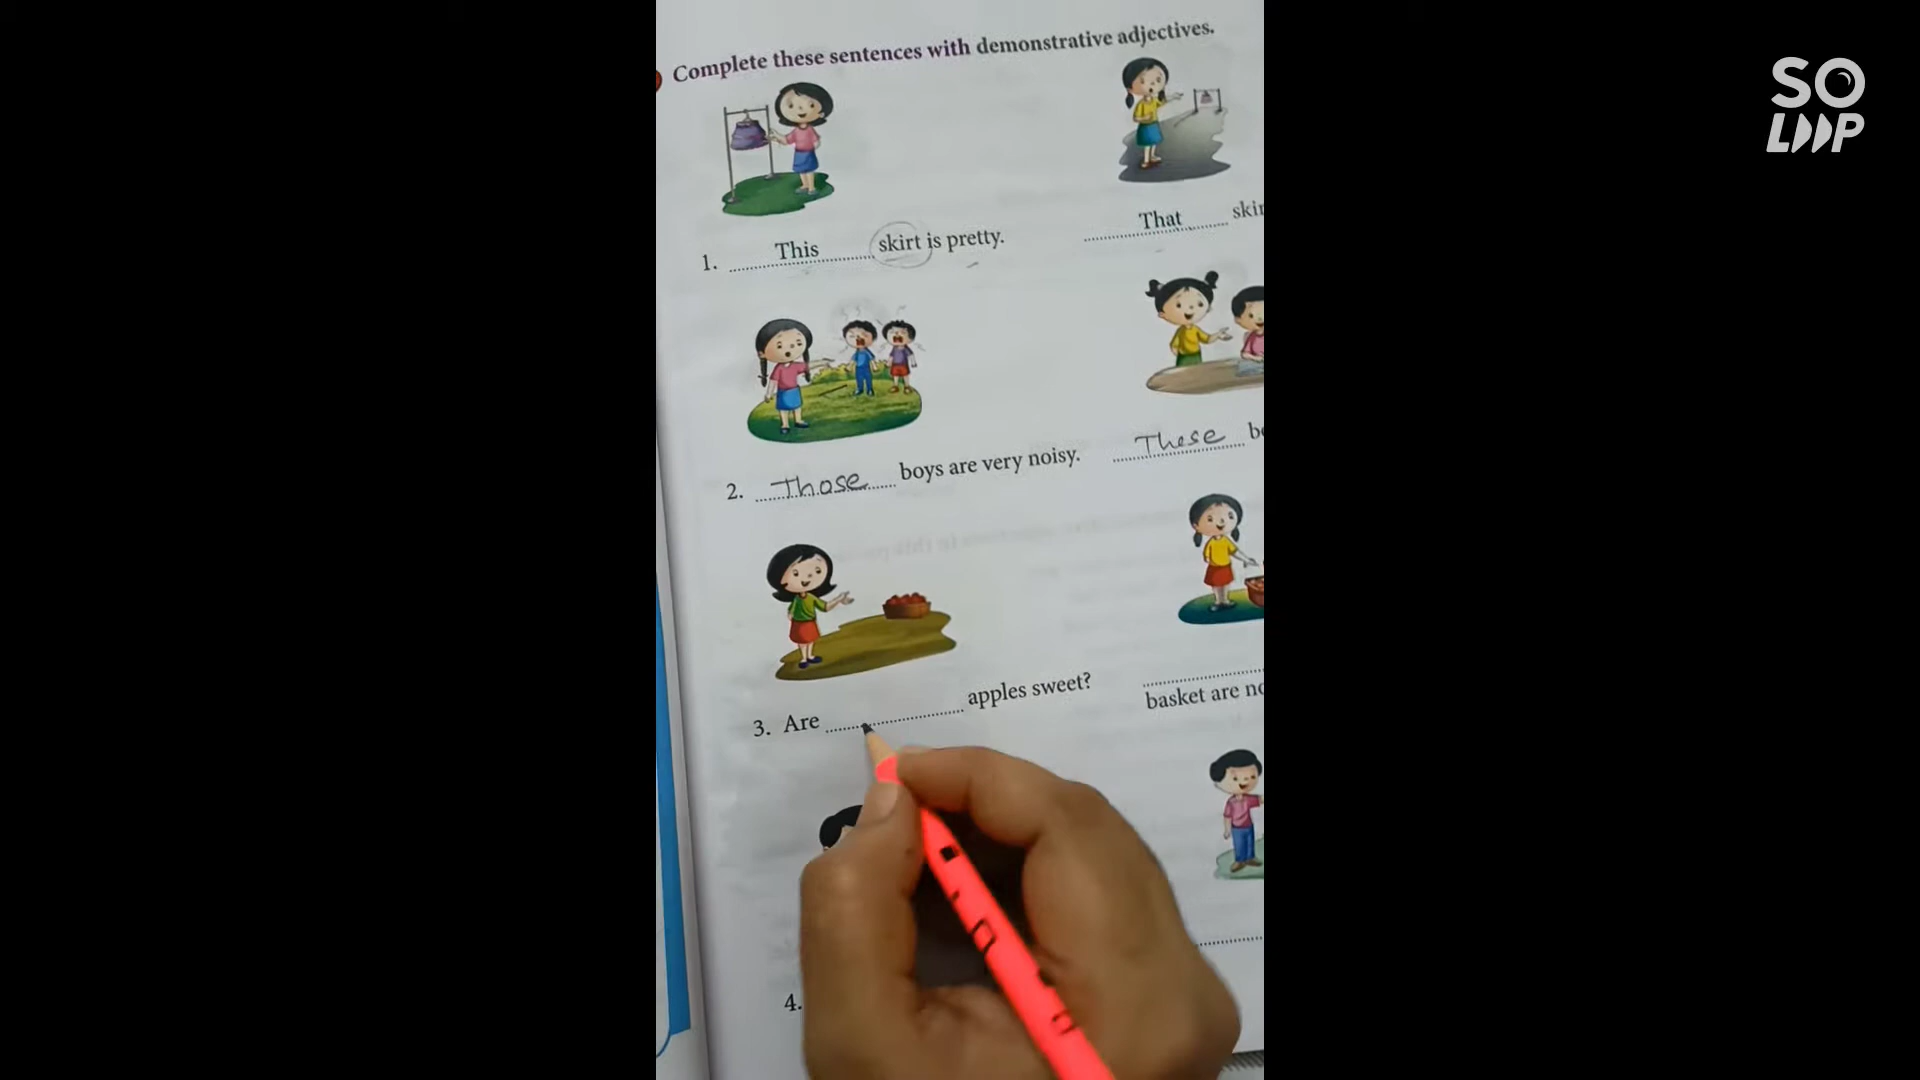 Complete these sentences with demonstrative adjectives.
1. This skirt is pretty.
That skir
2. Those boys are very noisy.
These b
3. Are apples sweet?
basket are no
4.
SO
LOOP